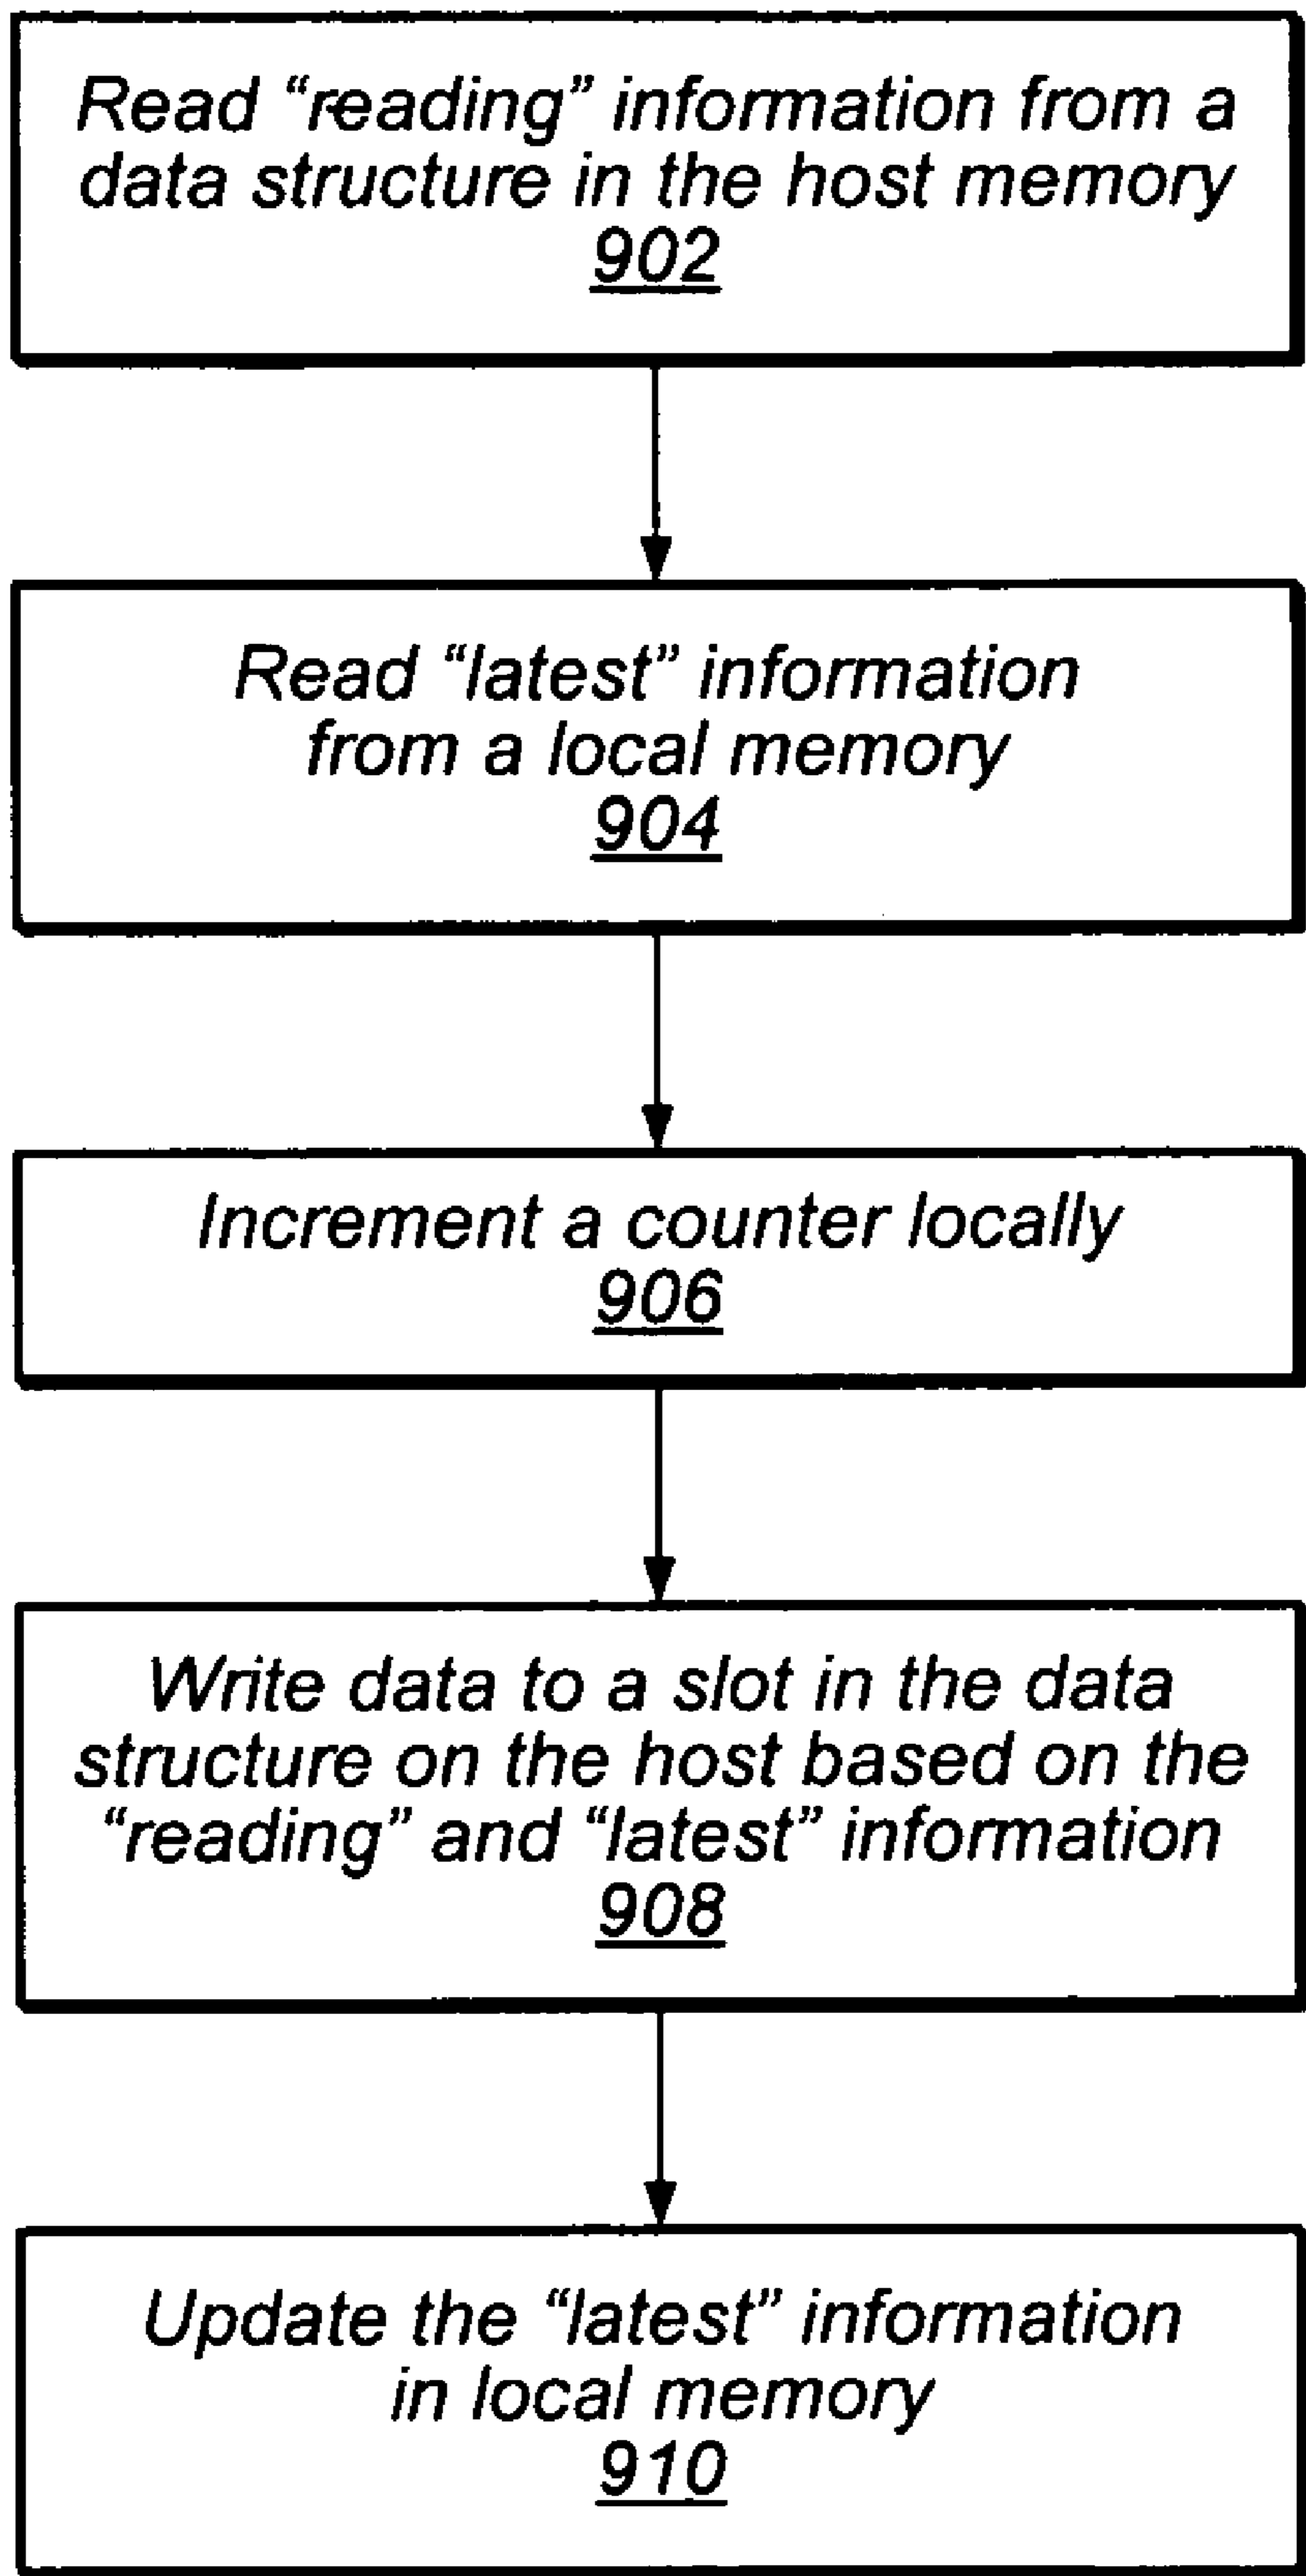 Read “reading” information from a
data structure in the host memory
902
Read “latest” information
from a local memory
904
Increment a counter locally
906
Write data to a slot in the data
structure on the host based on the
“reading” and “latest” information
908
Update the “latest” information
in local memory
910